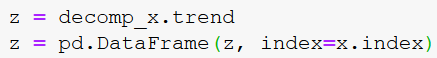 z = decomp_x.trend
z = pd.DataFrame(z, index=x.index)